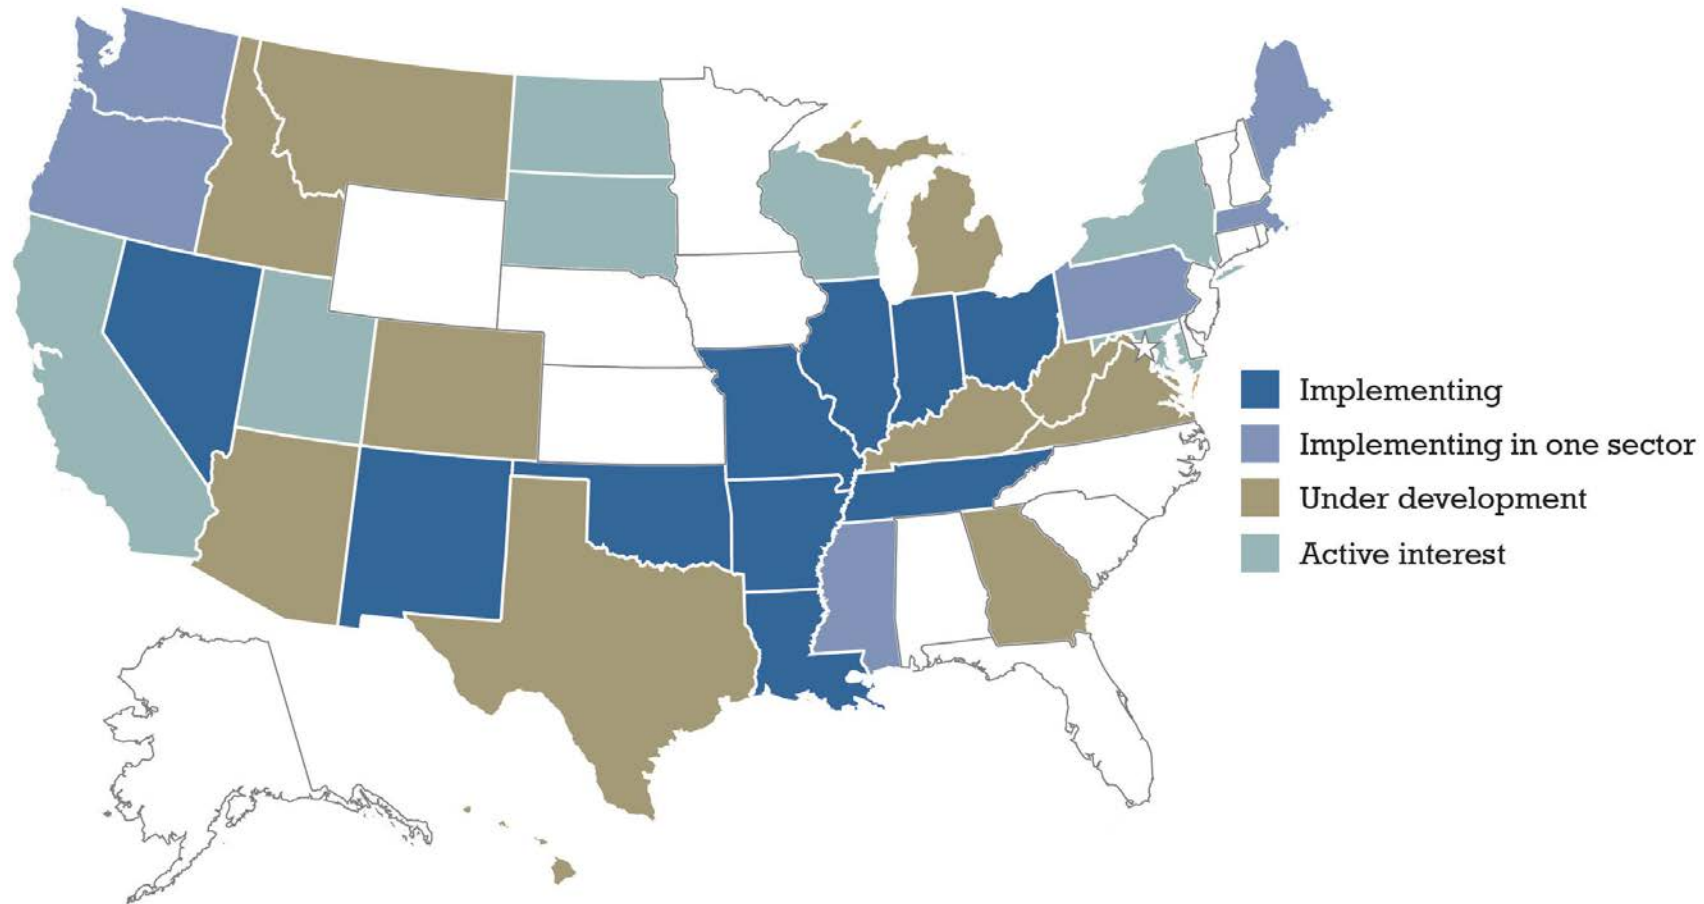 Implementing
Implementing in one sector
Under development
Active interest